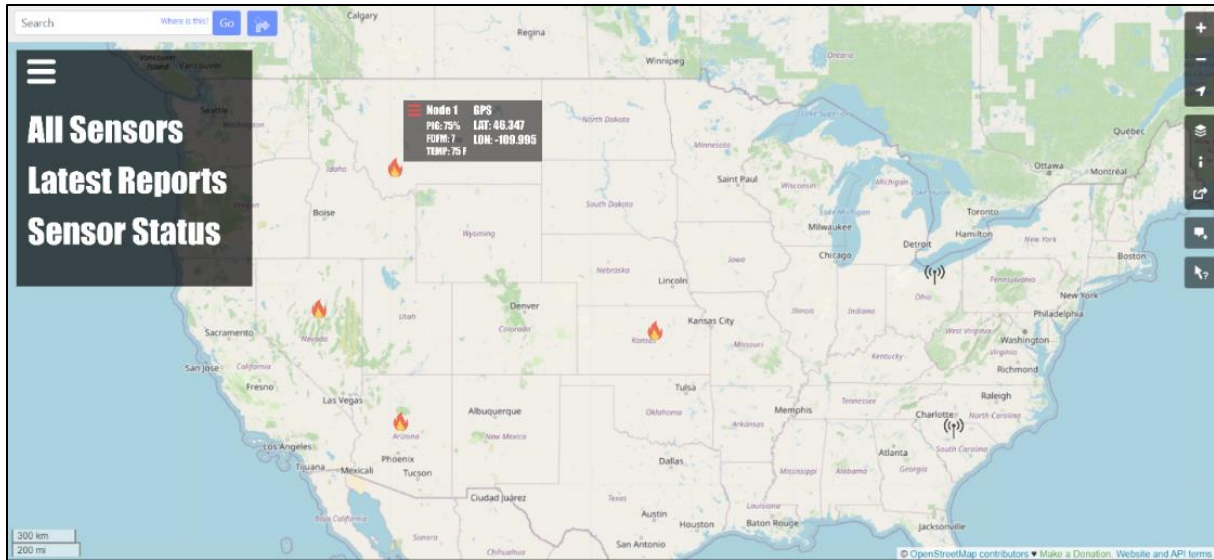 Search
Where is this?
Go
All Sensors
Latest Reports
Sensor Status
Node 1 GPS
PIG: 75% LAT: 46.347
FDFM: 7 LON: -109.995
TEMP: 75 F
Calgary
Regina
Winnipeg
Ontario
Vancouver
Island
Vancouver
Seattle
Washington
North Dakota
Lake Superior
Québec
Minnesota
Ottawa
Montréal
Idaho
Saint Paul
Wisconsin
Michigan
Boise
South Dakota
Toronto
Milwaukee
Hamilton
New York
Wyoming
Detroit
Chicago
Boston
Iowa
Nebraska
Lincoln
Ohio
Pennsylvania
New York
Denver
Utah
Colorado
Kansas City
Illinois
Indiana
Philadelphia
Sacramento
Nevada
Kansas
Missouri
West Virginia
Washington
San Jose
California
Kentucky
Virginia
Richmond
Fresno
Las Vegas
Tulsa
Raleigh
Albuquerque
Oklahoma
Memphis
Tennessee
Charlotte
North Carolina
Los Angeles
Arizona
New Mexico
Arkansas
South Carolina
Phoenix
Dallas
Atlanta
Tijuana
Mexicali
Tucson
Mississippi
Alabama
Georgia
Ciudad Juárez
Texas
Baja California
Austin
Louisiana
Houston
Baton Rouge
Jacksonville
Sonora
San Antonio
Chihuahua
300 km
200 mi
© OpenStreetMap contributors ♥ Make a Donation. Website and API terms